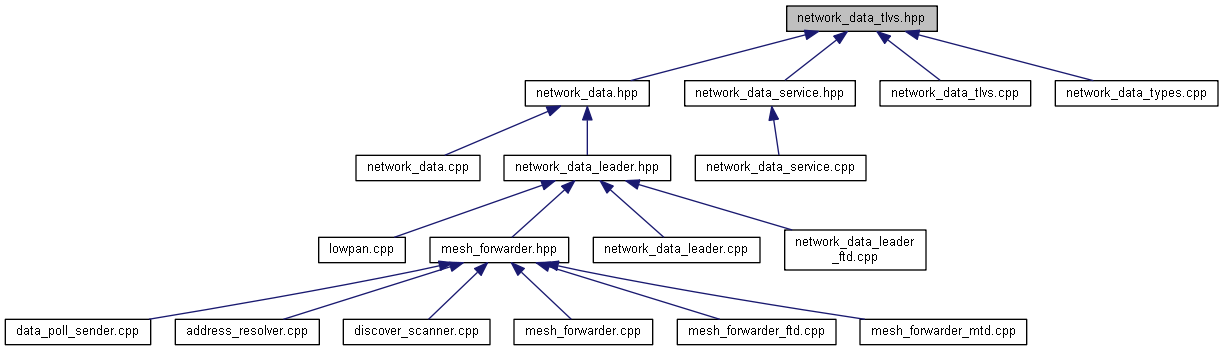 network_data_tlvs.hpp
network_data.hpp
network_data_service.hpp
network_data_tlvs.cpp
network_data_types.cpp
network_data.cpp
network_data_leader.hpp
network_data_service.cpp
lowpan.cpp
mesh_forwarder.hpp
network_data_leader.cpp
network_data_leader
_ftd.cpp
data_poll_sender.cpp
address_resolver.cpp
discover_scanner.cpp
mesh_forwarder.cpp
mesh_forwarder_ftd.cpp
mesh_forwarder_mtd.cpp